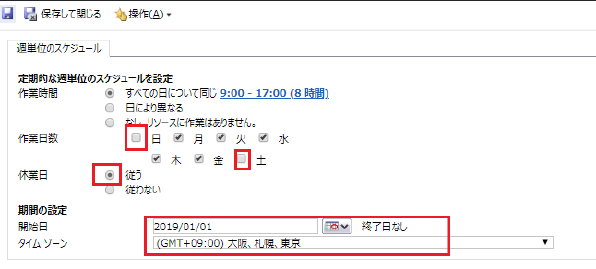 保存して閉じる 操作(A)
週単位のスケジュール
定期的な週単位のスケジュールを設定
作業時間 すべての日について同じ 9:00 - 17:00 (8 時間)
日により異なる
なし。リソースに作業はありません。
作業日数 日 月 火 水
木 金 土
休業日 従う
従わない
期間の設定
開始日 2019/01/01 終了日なし
タイム ゾーン (GMT+09:00) 大阪、札幌、東京